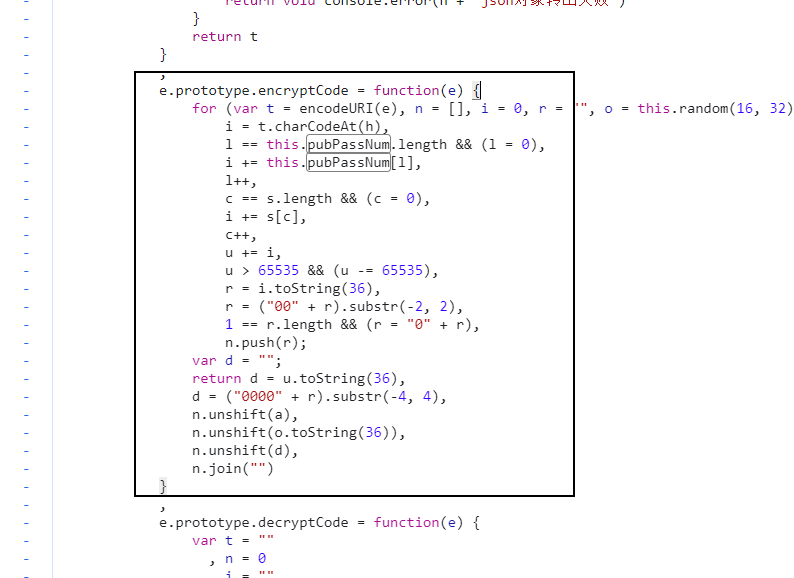 return void console.error(n + "json对象转出失败")
}
return t
}
,
e.prototype.encryptCode = function(e) {
for (var t = encodeURI(e), n = [], i = 0, r = "", o = this.random(16, 32)
i = t.charCodeAt(h),
l == this.pubPassNum.length && (l = 0),
i += this.pubPassNum[l],
l++,
c == s.length && (c = 0),
i += s[c],
c++,
u += i,
u > 65535 && (u -= 65535),
r = i.toString(36),
r = ("00" + r).substr(-2, 2),
1 == r.length && (r = "0" + r),
n.push(r);
var d = "";
return d = u.toString(36),
d = ("0000" + r).substr(-4, 4),
n.unshift(a),
n.unshift(o.toString(36)),
n.unshift(d),
n.join("")
}
,
e.prototype.decryptCode = function(e) {
var t = ""
, n = 0
i = ""